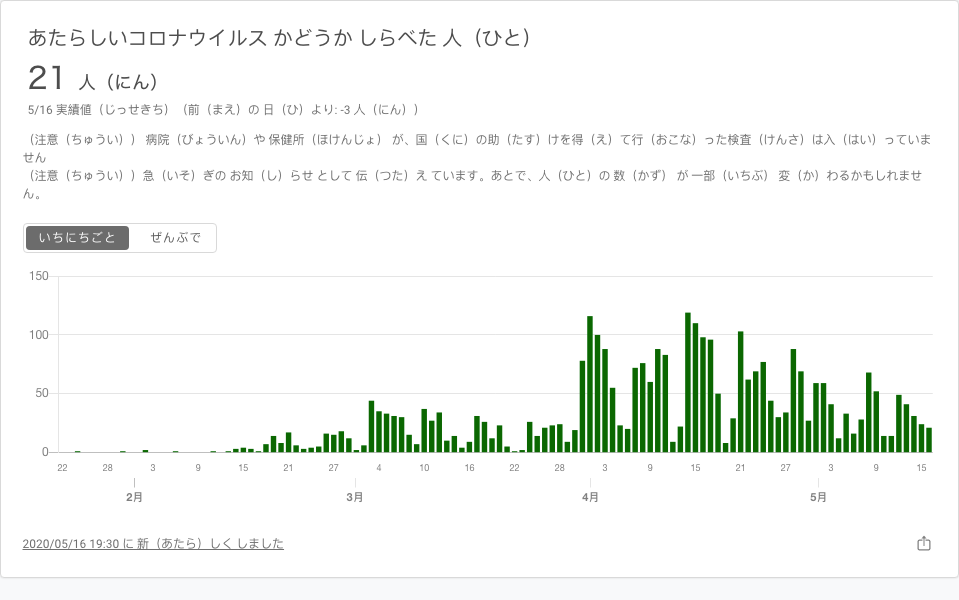 あたらしいコロナウイルス かどうか しらべた 人（ひと）
21 人（にん）
5/16 実績値（じっせきち）（前（まえ）の 日（ひ）より: -3 人（にん））
（注意（ちゅうい）） 病院（びょういん）や 保健所（ほけんじょ） が、国（くに）の助（たす）けを得（え）て行（おこな）った検査（けんさ）は入（はい）っていま
せん
（注意（ちゅうい））急（いそ）ぎの お知（し）らせ として 伝（つた）え ています。あとで、人（ひと）の 数（かず） が 一部（いちぶ） 変（か）わるかもしれませ
ん。
いちにちごと ぜんぶで
150
100
50
0
22 28 3 9 15 21 27 4 10 16 22 28 3 9 15 21 27 3 9 15
2月 3月 4月 5月
2020/05/16 19:30 に 新（あたら）しく しました